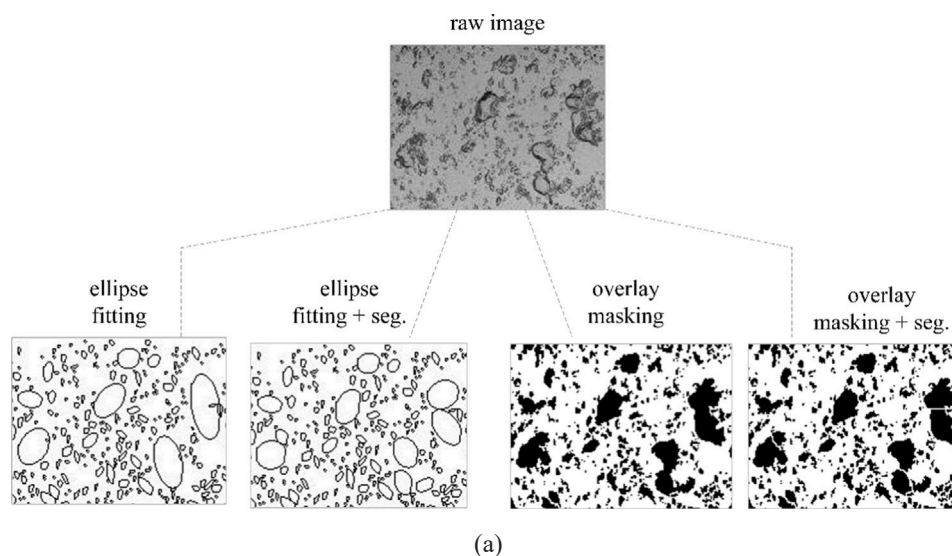 raw image
ellipse
fitting
ellipse
fitting + seg.
overlay
masking
overlay
masking + seg.
(a)